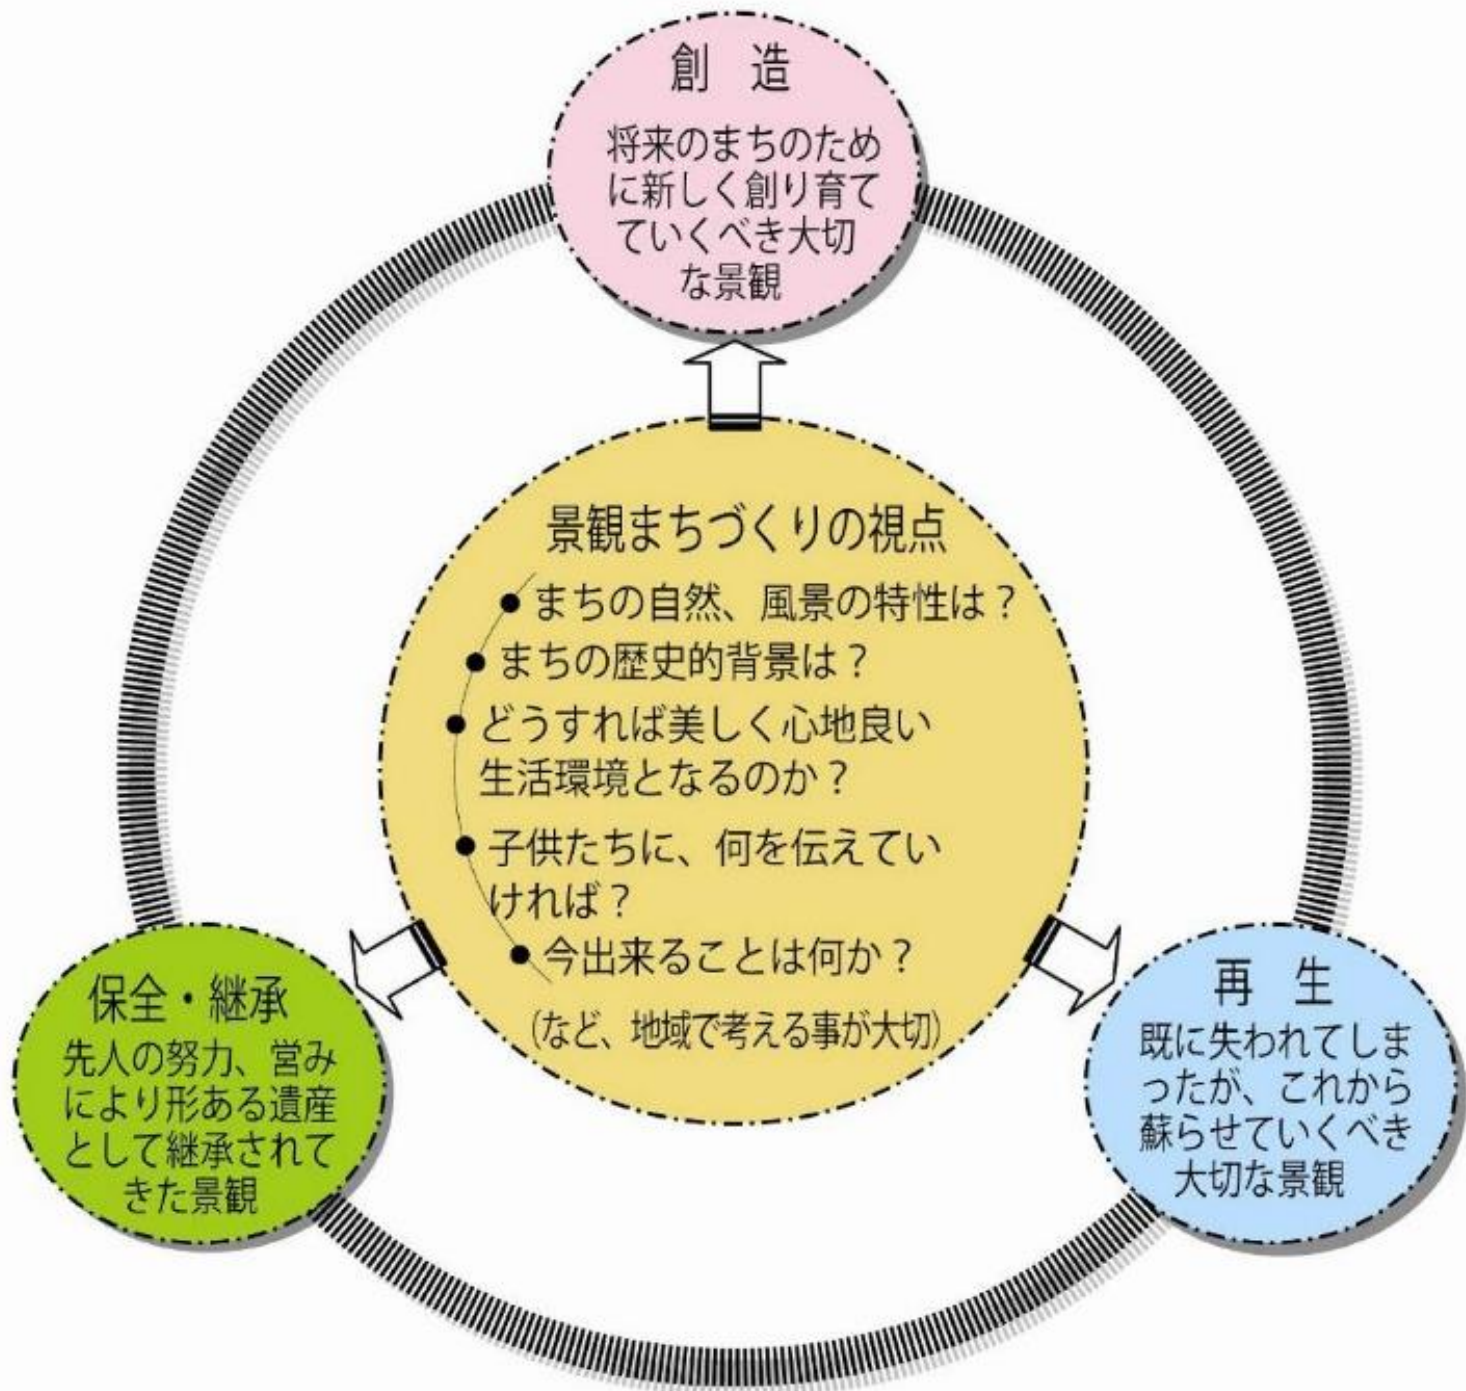 創　造
将来のまちのため
に新しく創り育て
ていくべき大切
な景観
景観まちづくりの視点
● まちの自然、風景の特性は？
● まちの歴史的背景は？
● どうすれば美しく心地良い
生活環境となるのか？
● 子供たちに、何を伝えてい
ければ？
● 今出来ることは何か？
（など、地域で考える事が大切）
保全・継承
先人の努力、営み
により形ある遺産
として継承されて
きた景観
再　生
既に失われてしま
ったが、これから
蘇らせていくべき
大切な景観